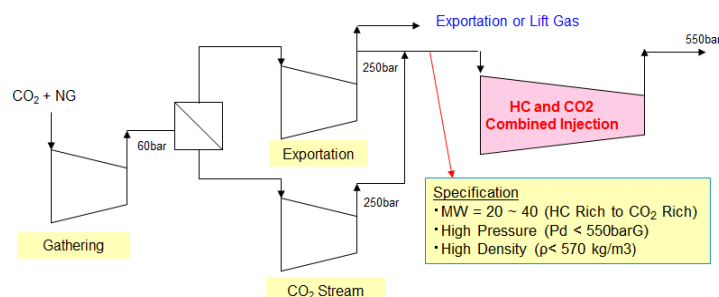 Exportation or Lift Gas
550bar
250bar
CO2 + NG
HC and CO2
Combined Injection
60bar
Exportation
250bar
Specification
•MW = 20 ~ 40 (HC Rich to CO2 Rich)
•High Pressure (Pd < 550barG)
•High Density (ρ< 570 kg/m3)
Gathering
CO2 Stream